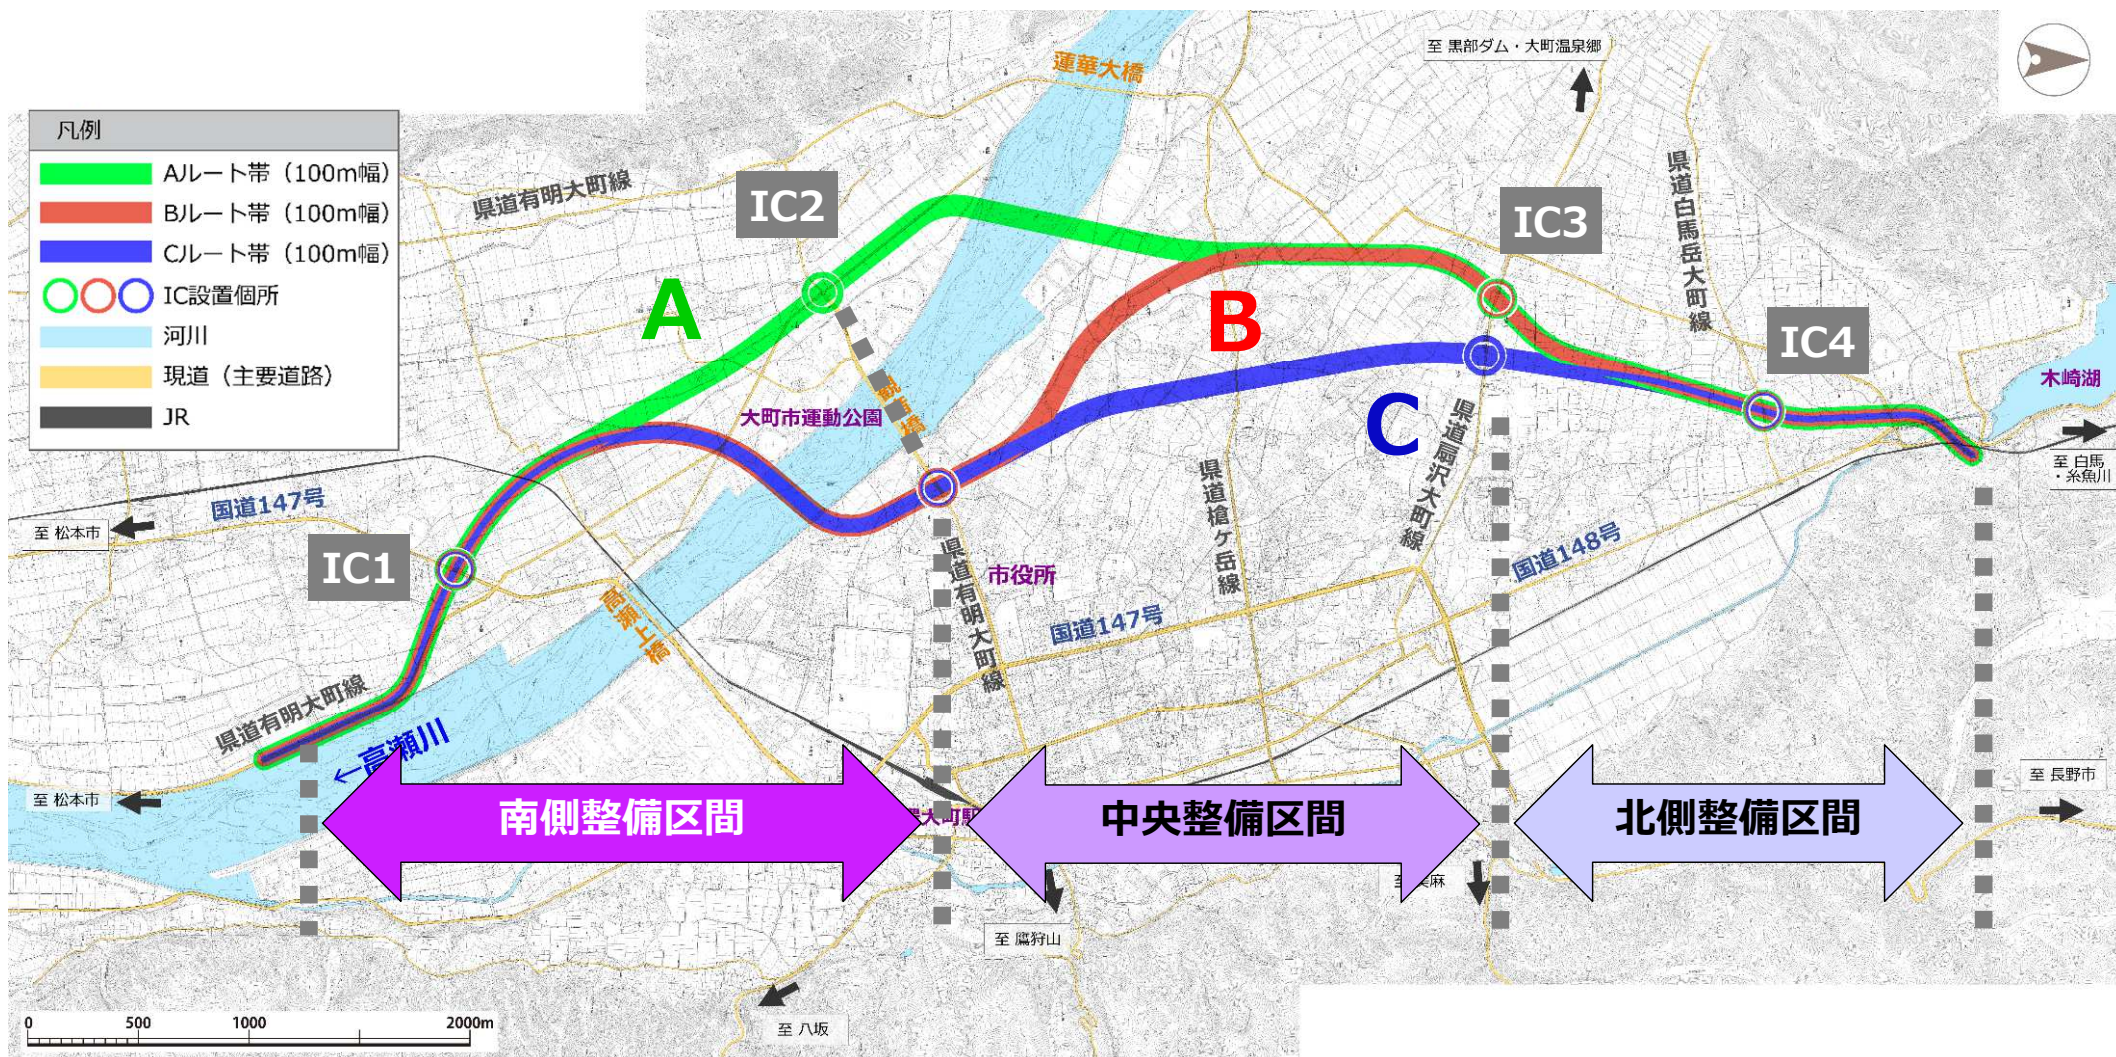 凡例
Aルート帯（100m幅）
Bルート帯（100m幅）
Cルート帯（100m幅）
IC設置個所
河川
現道（主要道路）
JR
蓮華大橋
至 黒部ダム・大町温泉郷
県道有明大町線
IC2
IC3
県道白馬岳大町線
A
B
IC4
木崎湖
大町市運動公園
C
県道扇沢大町線
至 白馬
・糸魚川
国道147号
至 松本市
IC1
県道槍ヶ岳線
国道148号
県道有明大町線
市役所
高瀬上橋
国道147号
県道有明大町線
←高瀬川
至 松本市
南側整備区間
中央整備区間
北側整備区間
至 長野市
至 鷹狩山
至 八坂
0 500 1000 2000m